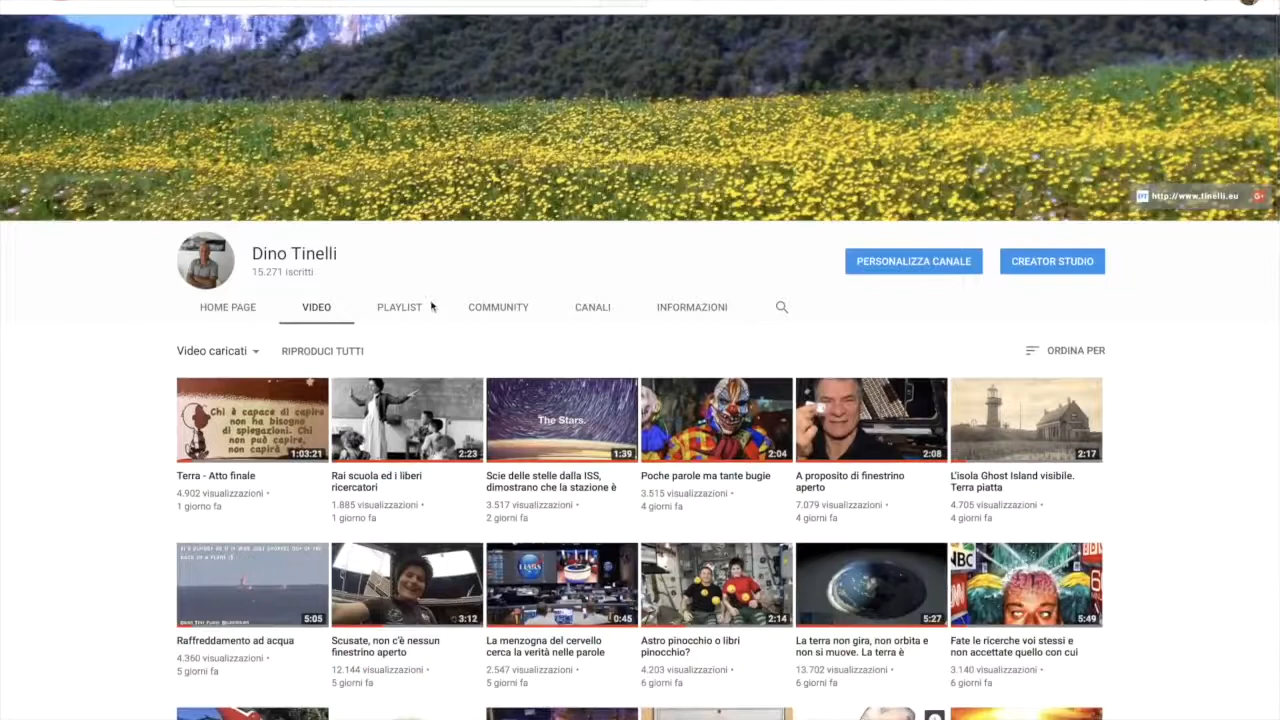 http://www.tinelli.eu
G+
Dino Tinelli
15.271 iscritti
PERSONALIZZA CANALE
CREATOR STUDIO
HOME PAGE
VIDEO
PLAYLIST
COMMUNITY
CANALI
INFORMAZIONI
Video caricati
RIPRODUCI TUTTI
ORDINA PER
Chi è capace di capire
non ha bisogno
di spiegazioni. Chi
non può capire,
non capirà
1:03:21
2:23
The Stars.
1:39
2:04
2:08
2:17
Terra - Atto finale
4.902 visualizzazioni •
1 giorno fa
Rai scuola ed i liberi
ricercatori
1.885 visualizzazioni •
1 giorno fa
Scie delle stelle dalla ISS,
dimostrano che la stazione è
3.517 visualizzazioni •
2 giorni fa
Poche parole ma tante bugie
3.515 visualizzazioni •
4 giorni fa
A proposito di finestrino
aperto
7.079 visualizzazioni •
4 giorni fa
L'isola Ghost Island visibile.
Terra piatta
4.705 visualizzazioni •
4 giorni fa
5:05
3:12
NASA
0:45
2:14
5:27
NBC
5:49
Raffreddamento ad acqua
4.360 visualizzazioni •
5 giorni fa
Scusate, non c'è nessun
finestrino aperto
12.144 visualizzazioni •
5 giorni fa
La menzogna del cervello
cerca la verità nelle parole
2.547 visualizzazioni •
5 giorni fa
Astro pinocchio o libri
pinocchio?
4.203 visualizzazioni •
6 giorni fa
La terra non gira, non orbita e
non si muove. La terra è
13.702 visualizzazioni •
6 giorni fa
Fate le ricerche voi stessi e
non accettate quello con cui
3.140 visualizzazioni •
6 giorni fa